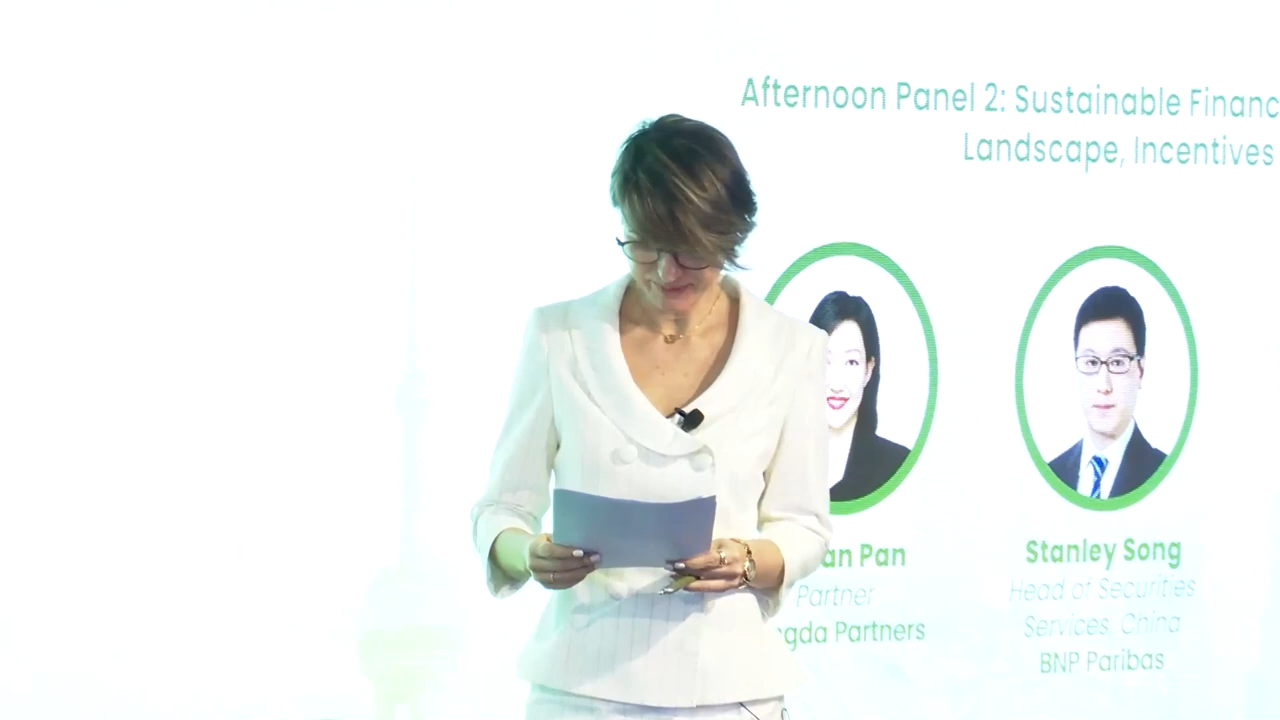 Afternoon Panel 2: Sustainable Financ
Landscape, Incentives
an Pan
Stanley Song
Partner
Head of Securities
gda Partners
Services, China
BNP Paribas